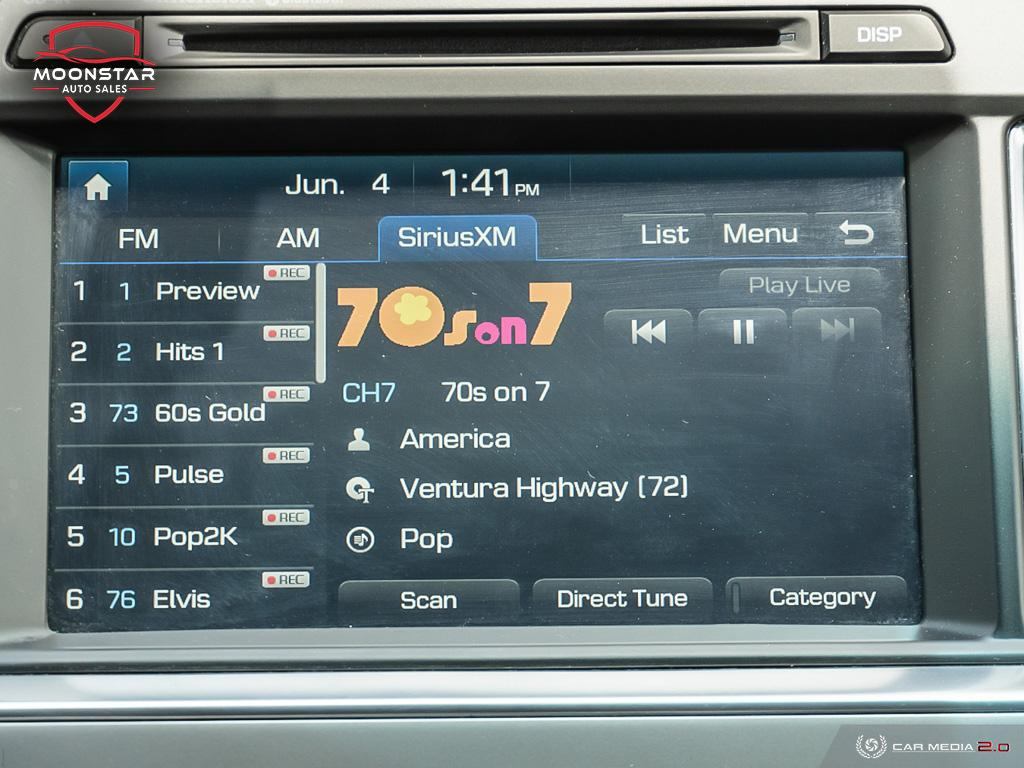 DISP
MOONSTAR
AUTO SALES
Jun. 4 1:41 PM
FM AM SiriusXM List Menu
1 1 Preview REC
2 2 Hits 1 REC
3 73 60s Gold REC
4 5 Pulse REC
5 10 Pop2K REC
6 76 Elvis REC
70s on 7
Play Live
CH7 70s on 7
America
Ventura Highway (72)
Pop
Scan Direct Tune Category
CAR MEDIA 2.0